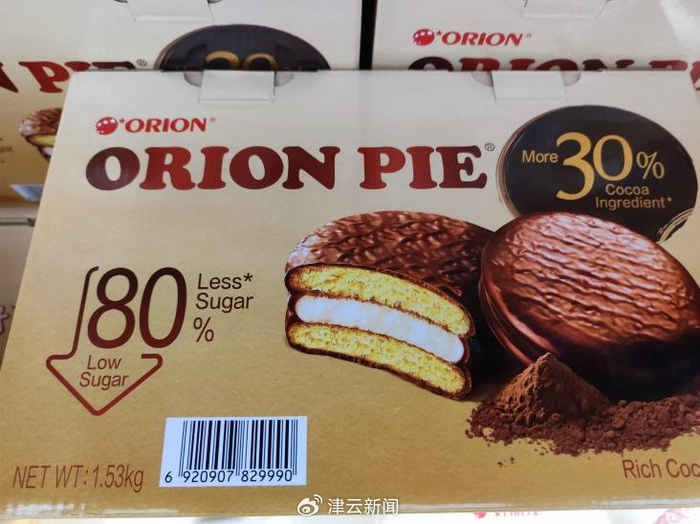 ORION
ORION
ORION PIE®
More 30%
Cocoa
Ingredient*
80%
Less*
Sugar
Low
Sugar
NET WT: 1.53kg
6 920907 829990
Rich Coc
津云新闻